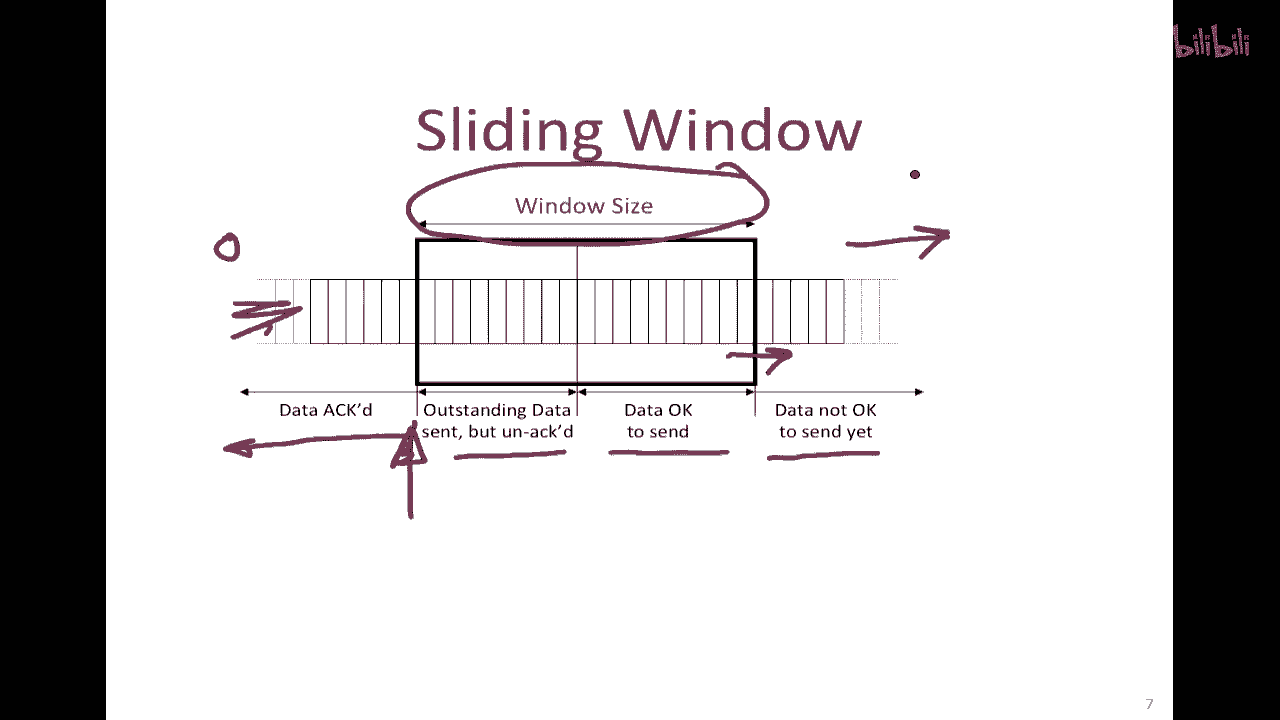 bilibili
Sliding Window
Window Size
0
Data ACK'd
Outstanding Data
sent, but un-ack'd
Data OK
to send
Data not OK
to send yet
7